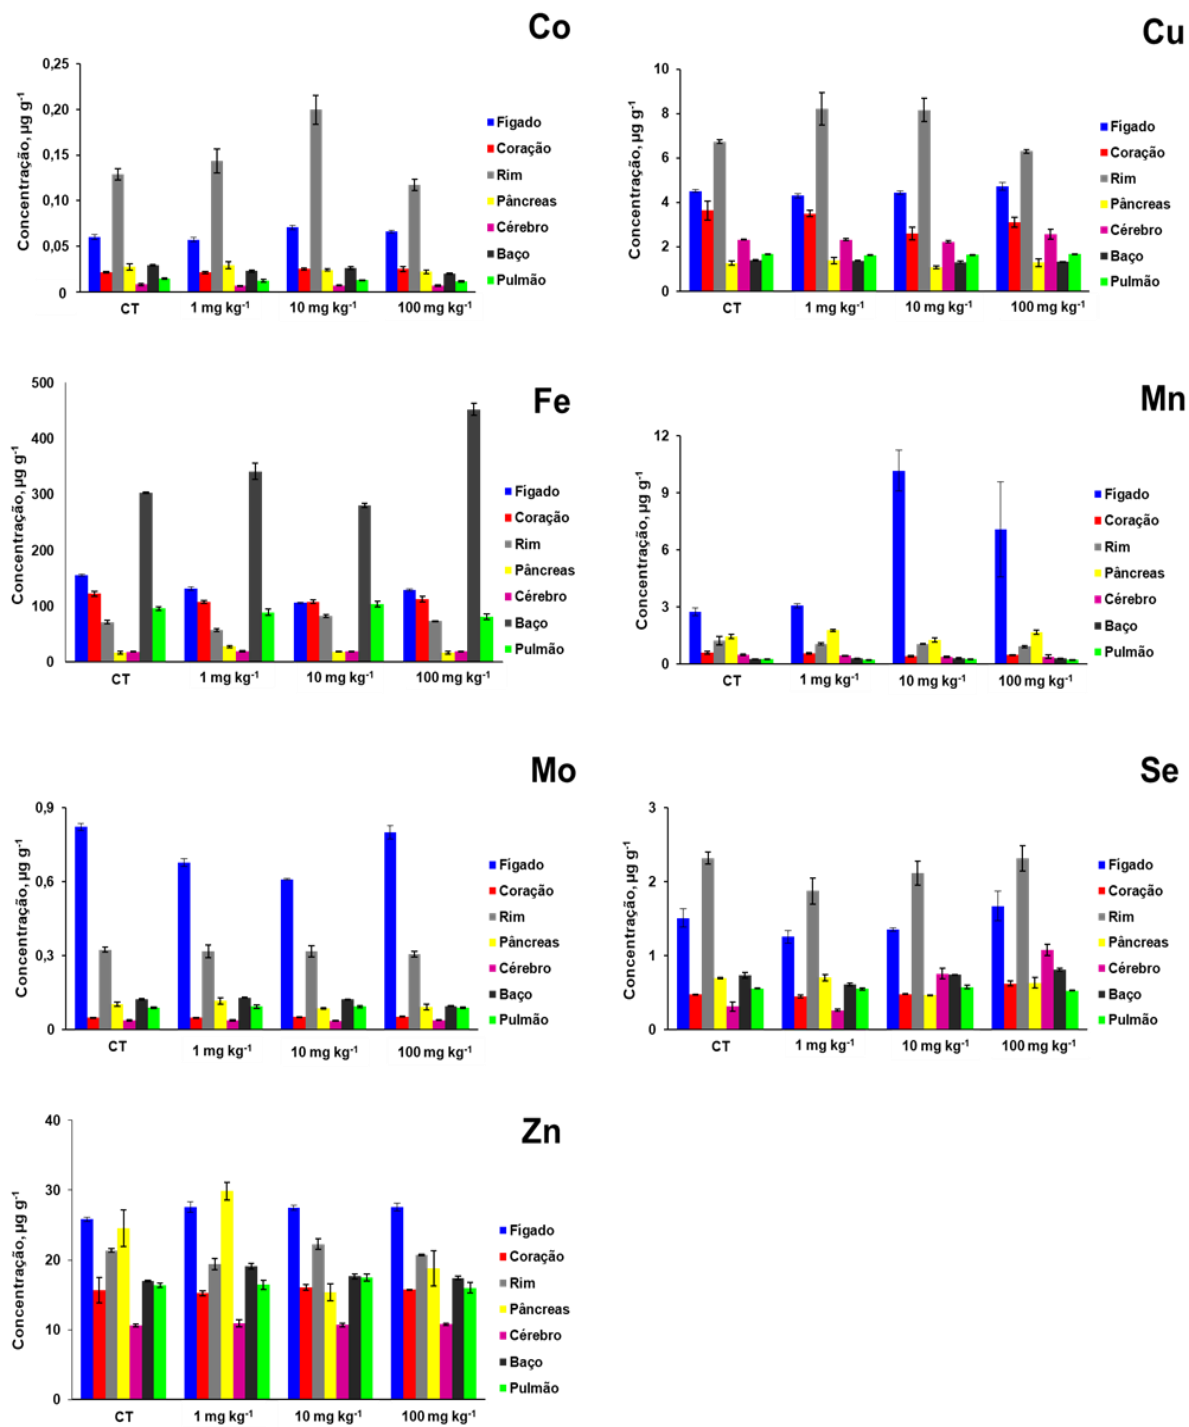 Co
Concentração, µg g⁻¹
0,25
0,20
0,15
0,10
0,05
0
CT
1 mg kg⁻¹
10 mg kg⁻¹
100 mg kg⁻¹
Fígado
Coração
Rim
Pâncreas
Cérebro
Baço
Pulmão
Cu
Concentração, µg g⁻¹
10
8
6
4
2
0
CT
1 mg kg⁻¹
10 mg kg⁻¹
100 mg kg⁻¹
Fígado
Coração
Rim
Pâncreas
Cérebro
Baço
Pulmão
Fe
Concentração, µg g⁻¹
500
400
300
200
100
0
CT
1 mg kg⁻¹
10 mg kg⁻¹
100 mg kg⁻¹
Fígado
Coração
Rim
Pâncreas
Cérebro
Baço
Pulmão
Mn
Concentração, µg g⁻¹
12
9
6
3
0
CT
1 mg kg⁻¹
10 mg kg⁻¹
100 mg kg⁻¹
Fígado
Coração
Rim
Pâncreas
Cérebro
Baço
Pulmão
Mo
Concentração, µg g⁻¹
0,9
0,6
0,3
0
CT
1 mg kg⁻¹
10 mg kg⁻¹
100 mg kg⁻¹
Fígado
Coração
Rim
Pâncreas
Cérebro
Baço
Pulmão
Se
Concentração, µg g⁻¹
3
2
1
0
CT
1 mg kg⁻¹
10 mg kg⁻¹
100 mg kg⁻¹
Fígado
Coração
Rim
Pâncreas
Cérebro
Baço
Pulmão
Zn
Concentração, µg g⁻¹
40
30
20
10
0
CT
1 mg kg⁻¹
10 mg kg⁻¹
100 mg kg⁻¹
Fígado
Coração
Rim
Pâncreas
Cérebro
Baço
Pulmão